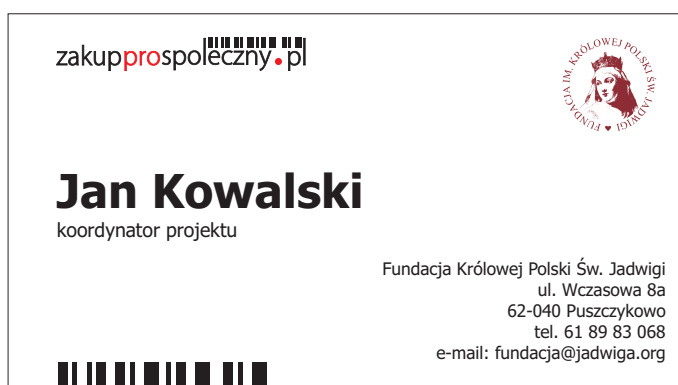 zakupprospołeczny.pl
FUNDACJA IM. KRÓLOWEJ POLSKI ŚW. JADWIGI
Jan Kowalski
koordynator projektu
Fundacja Królowej Polski Św. Jadwigi
ul. Wczasowa 8a
62-040 Puszczykowo
tel. 61 89 83 068
e-mail: fundacja@jadwiga.org